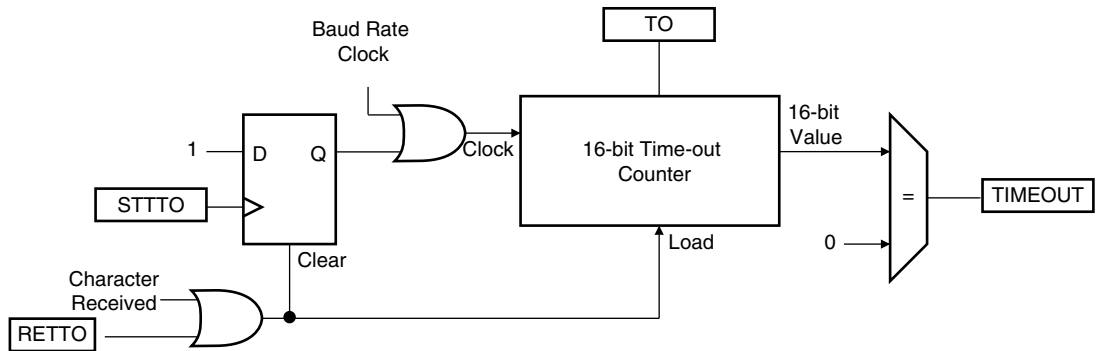 TO
Baud Rate
Clock
16-bit
Value
1
D
Q
Clock
16-bit Time-out
Counter
STTTO
=
TIMEOUT
Clear
Load
0
Character
Received
RETTO